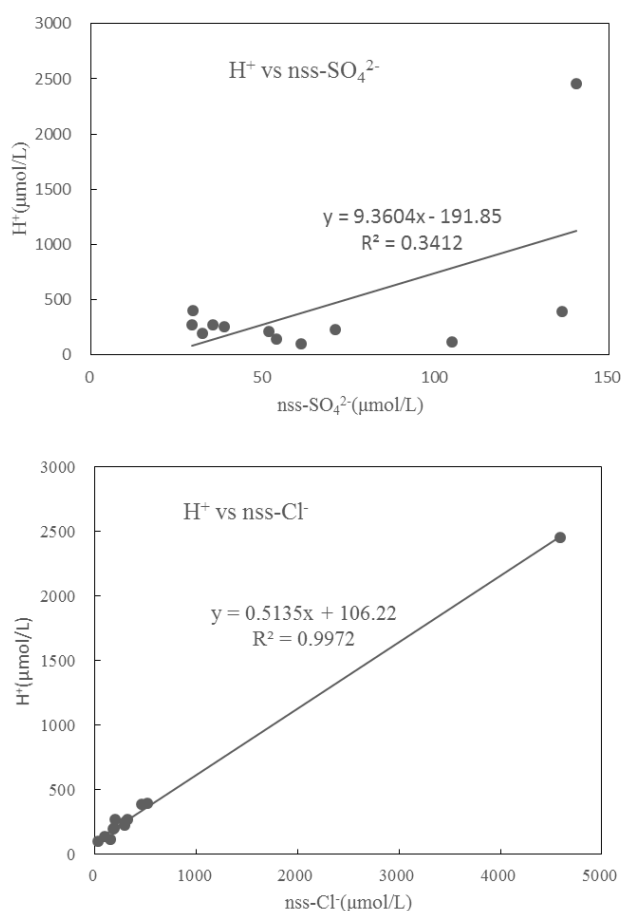 3000
H⁺ vs nss-SO₄²⁻
2500
2000
1500
H⁺(μmol/L)
y = 9.3604x - 191.85
R² = 0.3412
1000
500
0
0 50 100 150
nss-SO₄²⁻(μmol/L)
3000
H⁺ vs nss-Cl⁻
2500
2000
y = 0.5135x + 106.22
R² = 0.9972
1500
H⁺(μmol/L)
1000
500
0
0 1000 2000 3000 4000 5000
nss-Cl⁻(μmol/L)